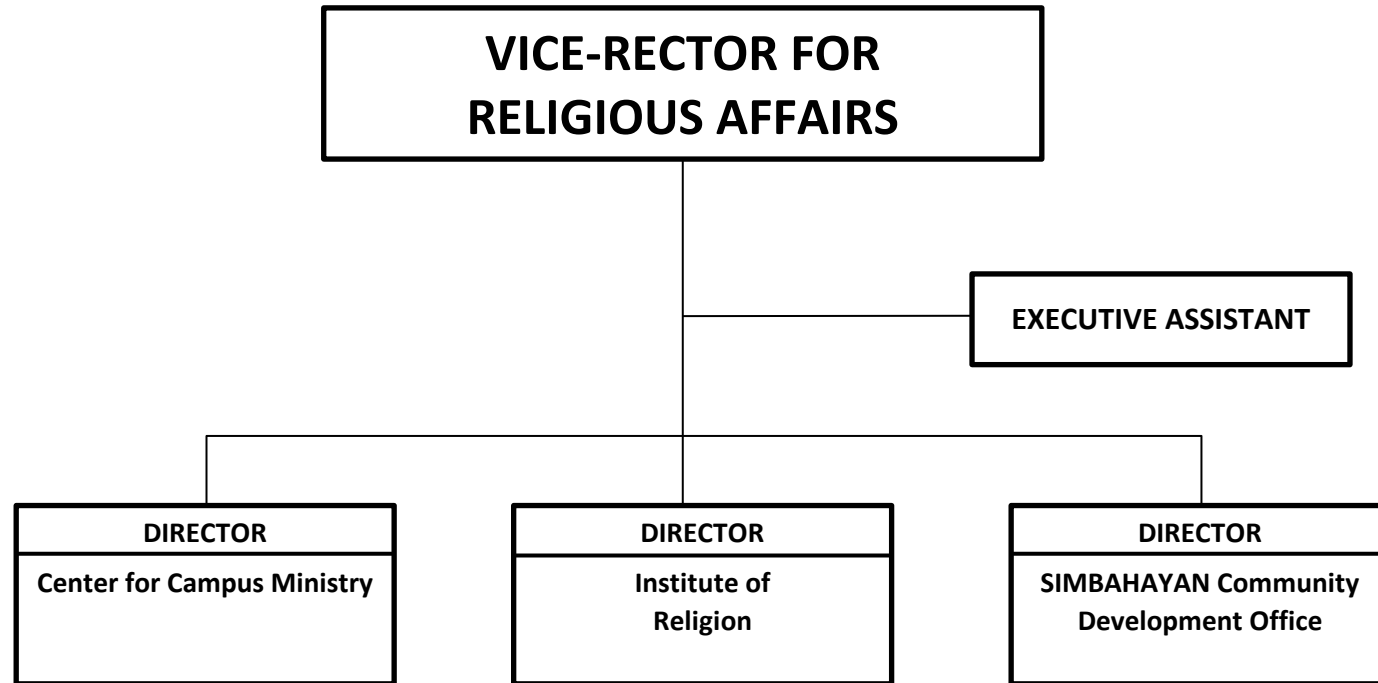 VICE-RECTOR FOR
RELIGIOUS AFFAIRS
EXECUTIVE ASSISTANT
DIRECTOR
Center for Campus Ministry
DIRECTOR
Institute of
Religion
DIRECTOR
SIMBAHAYAN Community
Development Office